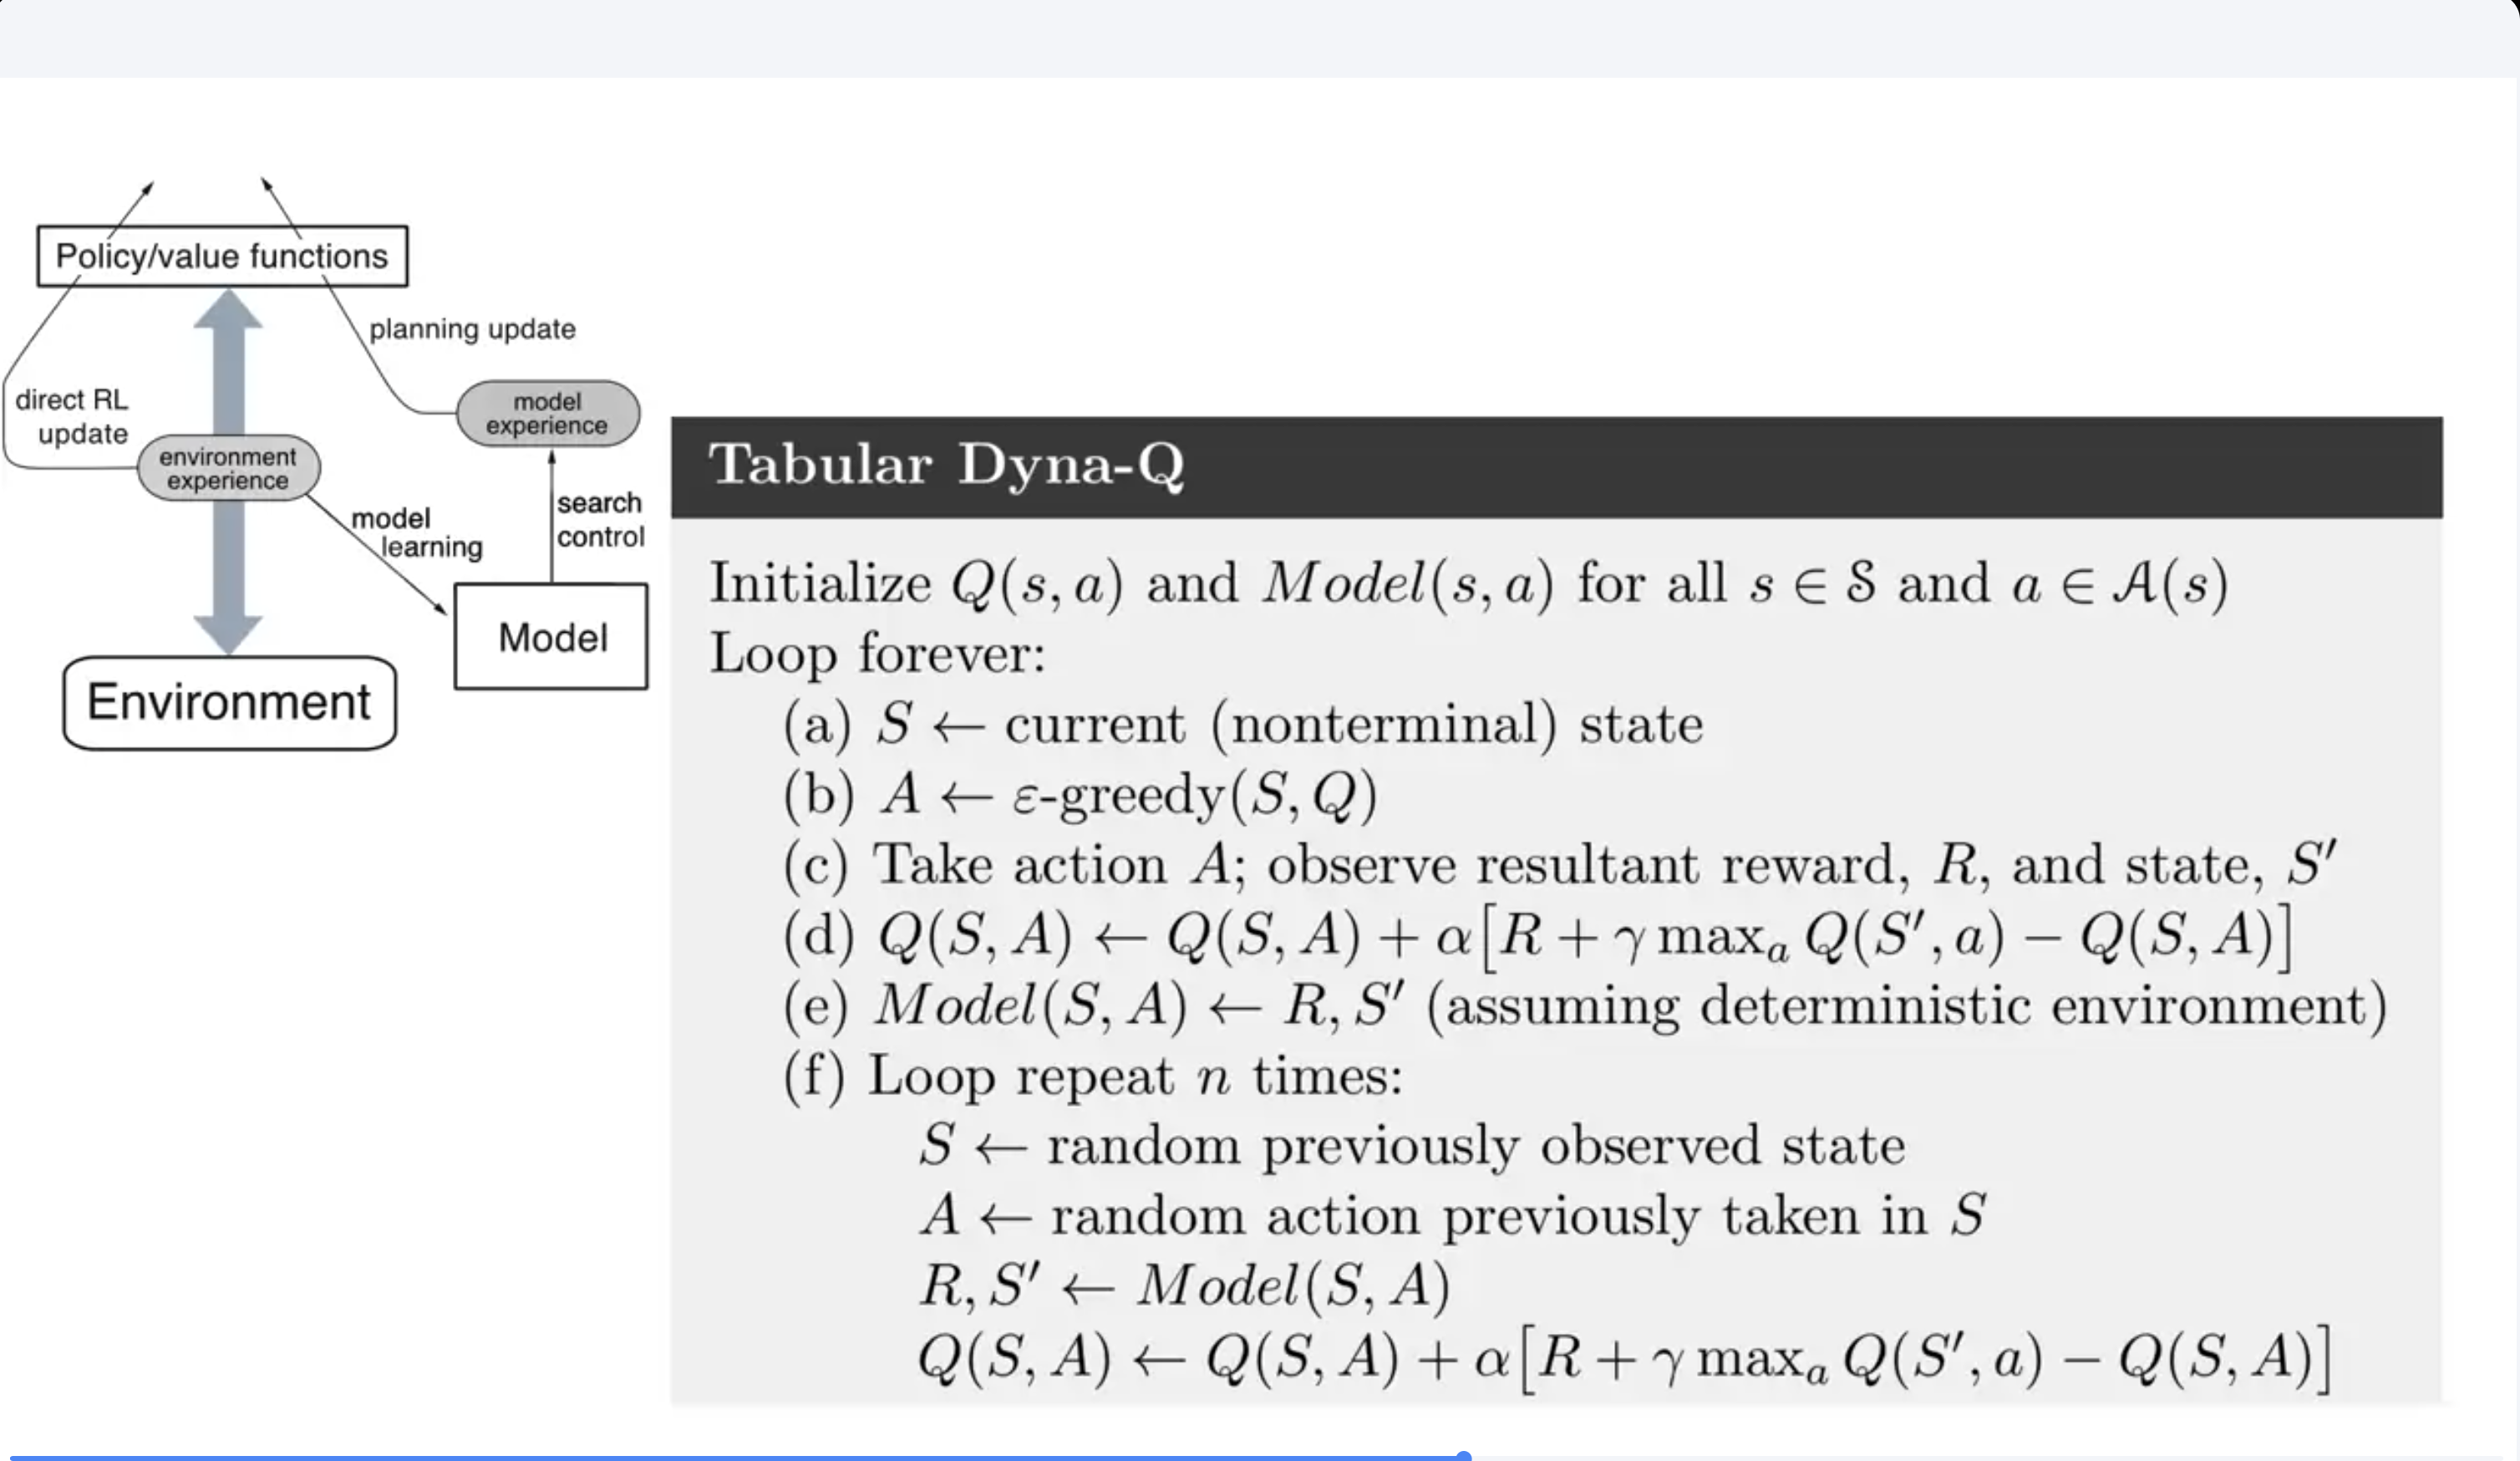 Policy/value functions
planning update
direct RL
update
model
experience
environment
experience
model
learning
search
control
Model
Environment
Tabular Dyna-Q
Initialize Q(s, a) and Model(s, a) for all s ∈ 𝒮 and a ∈ 𝒜(s)
Loop forever:
(a) S ← current (nonterminal) state
(b) A ← ε-greedy(S, Q)
(c) Take action A; observe resultant reward, R, and state, S′
(d) Q(S, A) ← Q(S, A) + α[R + γ maxₐ Q(S′, a) − Q(S, A)]
(e) Model(S, A) ← R, S′ (assuming deterministic environment)
(f) Loop repeat n times:
S ← random previously observed state
A ← random action previously taken in S
R, S′ ← Model(S, A)
Q(S, A) ← Q(S, A) + α[R + γ maxₐ Q(S′, a) − Q(S, A)]